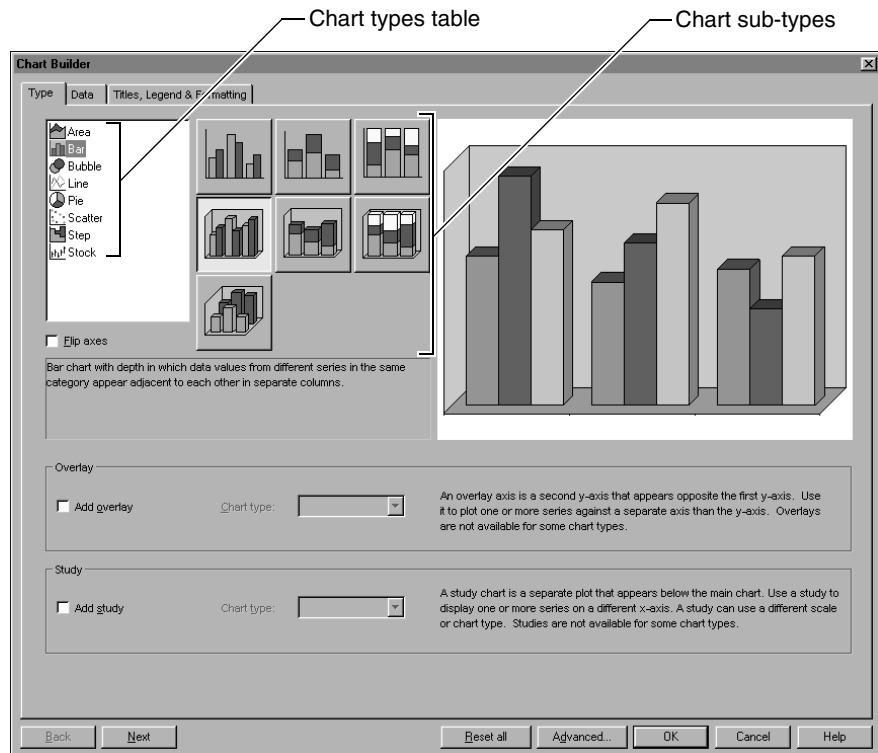 Chart types table
Chart sub-types
Chart Builder
Type
Data
Titles, Legend & Formatting
Area
Bar
Bubble
Line
Pie
Scatter
Step
Stock
Flip axes
Bar chart with depth in which data values from different series in the same
category appear adjacent to each other in separate columns.
Overlay
Add overlay
Chart type:
An overlay axis is a second y-axis that appears opposite the first y-axis. Use
it to plot one or more series against a separate axis than the y-axis. Overlays
are not available for some chart types.
Study
Add study
Chart type:
A study chart is a separate plot that appears below the main chart. Use a study to
display one or more series on a different x-axis. A study can use a different scale
or chart type. Studies are not available for some chart types.
Back
Next
Reset all
Advanced...
OK
Cancel
Help